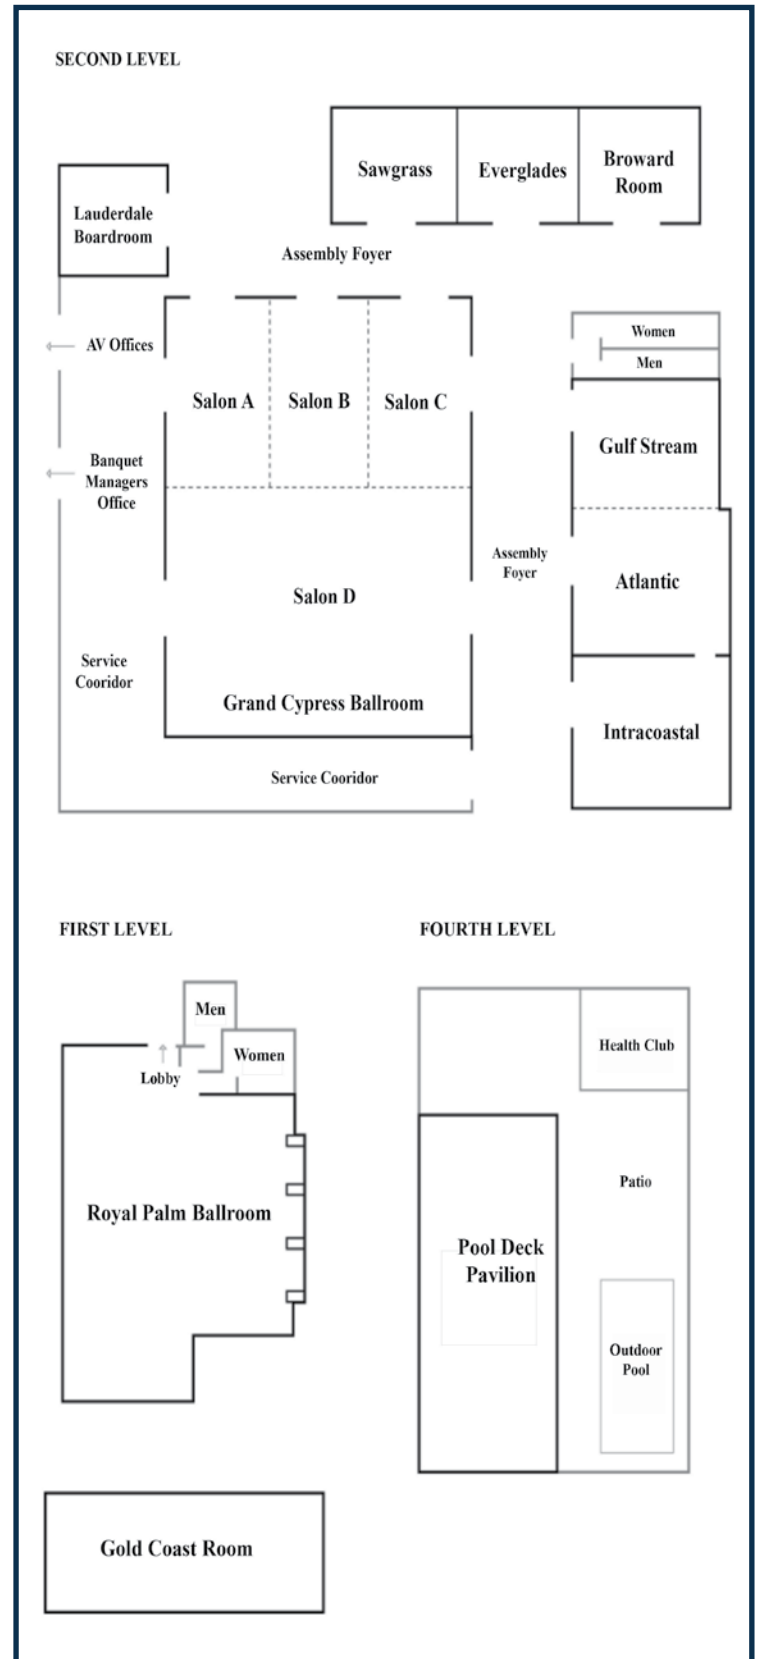 SECOND LEVEL
Sawgrass
Everglades
Broward
Room
Lauderdale
Boardroom
Assembly Foyer
AV Offices
Women
Men
Salon A
Salon B
Salon C
Gulf Stream
Banquet
Managers
Office
Assembly
Foyer
Atlantic
Salon D
Service
Cooridor
Grand Cypress Ballroom
Intracoastal
Service Cooridor
FIRST LEVEL
Men
Women
Lobby
Royal Palm Ballroom
Gold Coast Room
FOURTH LEVEL
Health Club
Patio
Pool Deck
Pavilion
Outdoor
Pool